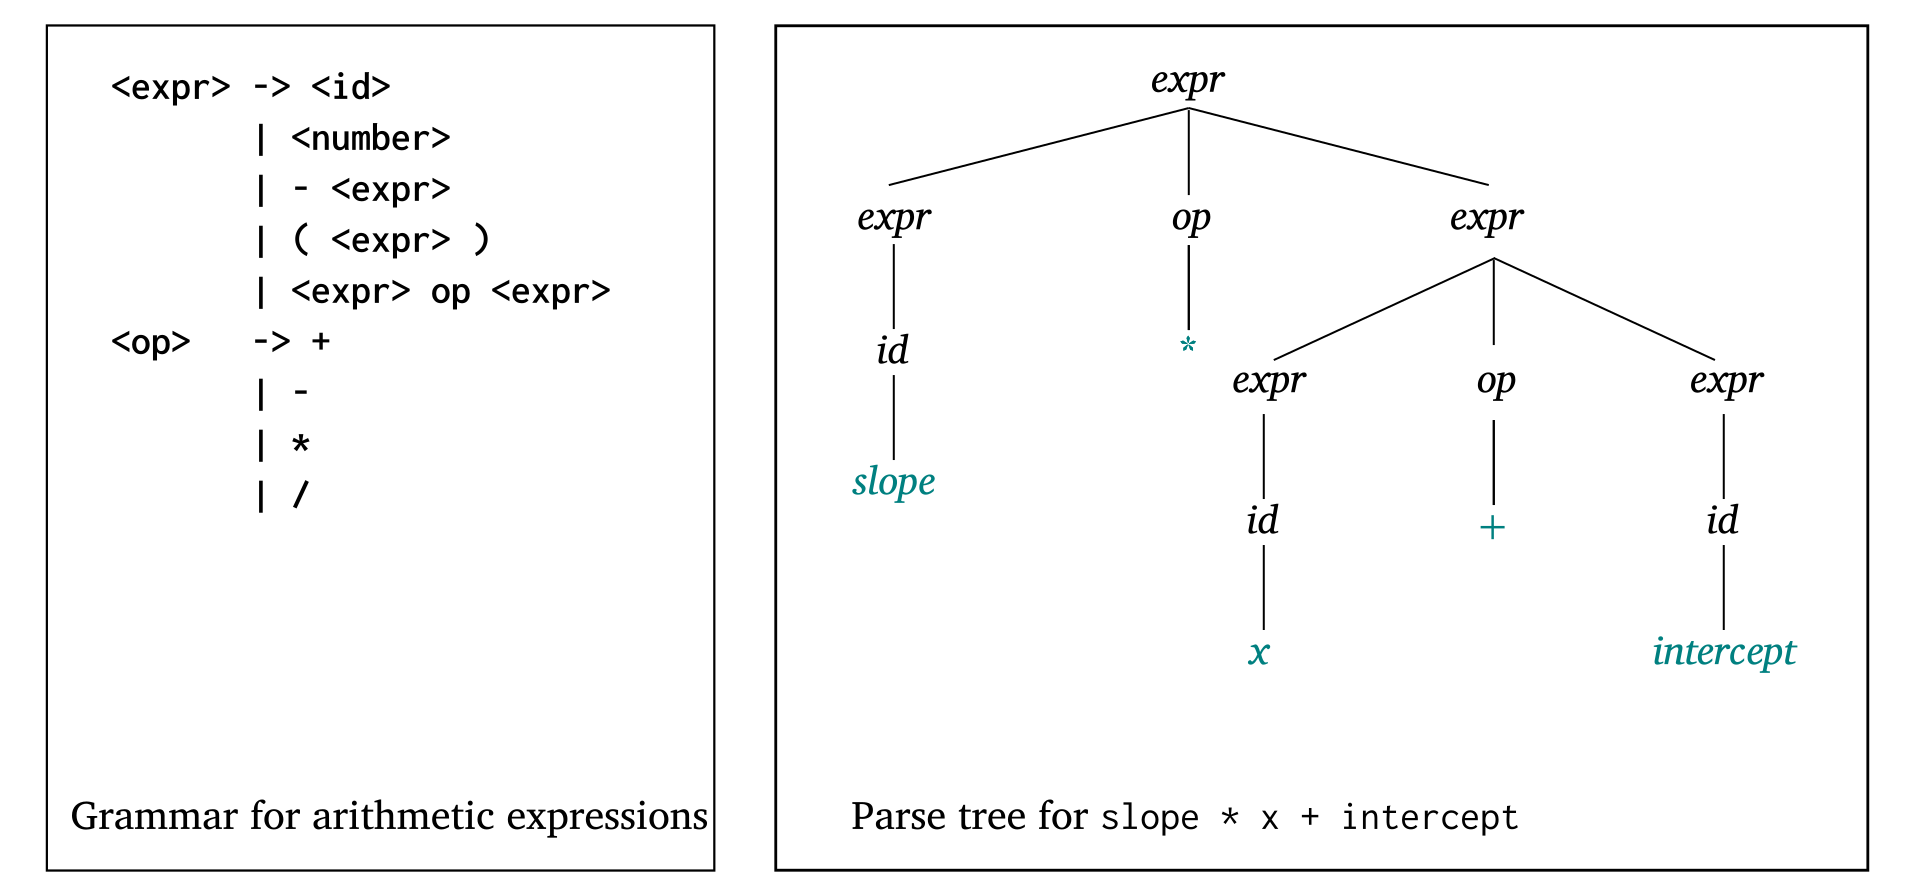 <expr> -> <id>
| <number>
| - <expr>
| ( <expr> )
| <expr> op <expr>
<op> -> +
| -
| *
| /
Grammar for arithmetic expressions
expr
expr op expr
id *
expr op expr
slope
id + id
x intercept
Parse tree for slope * x + intercept